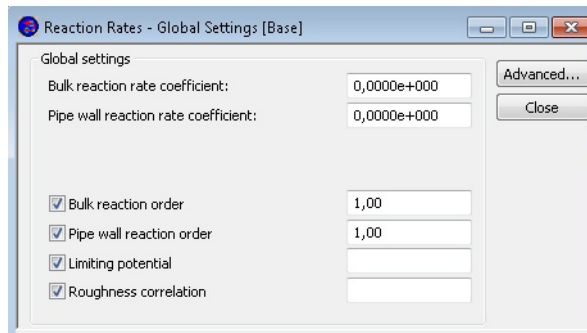 Reaction Rates - Global Settings [Base]
Global settings
Bulk reaction rate coefficient: 0,0000e+000
Advanced...
Pipe wall reaction rate coefficient: 0,0000e+000
Close
Bulk reaction order 1,00
Pipe wall reaction order 1,00
Limiting potential
Roughness correlation